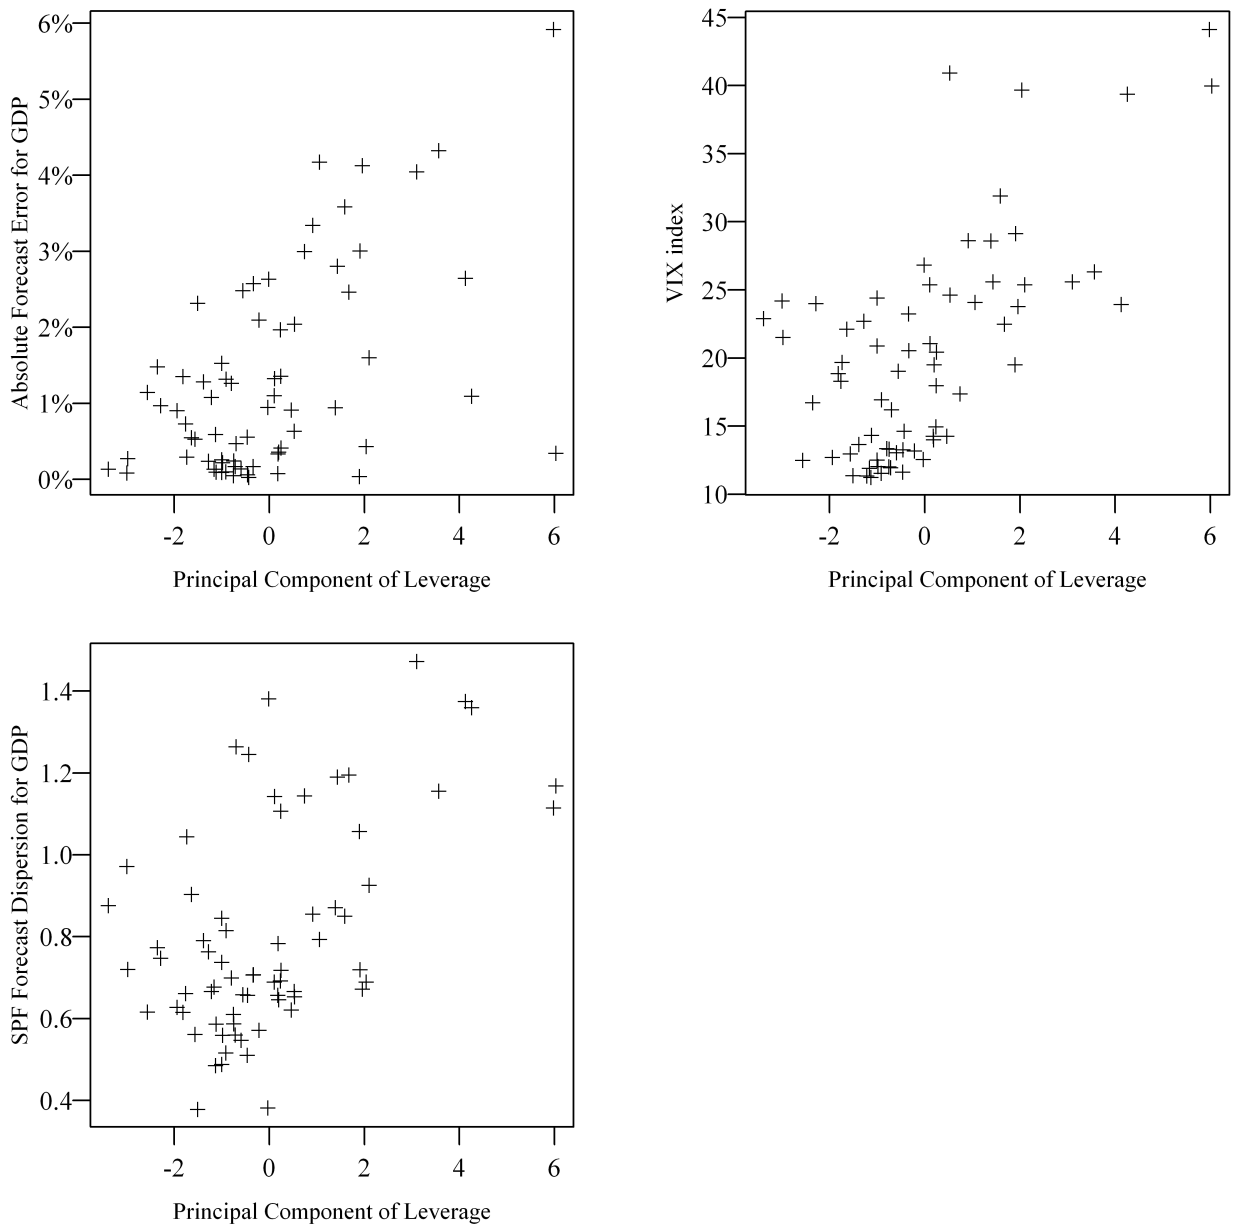 Absolute Forecast Error for GDP
6%
5%
4%
3%
2%
1%
0%
-2 0 2 4 6
Principal Component of Leverage
VIX index
45
40
35
30
25
20
15
10
-2 0 2 4 6
Principal Component of Leverage
SPF Forecast Dispersion for GDP
1.4
1.2
1.0
0.8
0.6
0.4
-2 0 2 4 6
Principal Component of Leverage